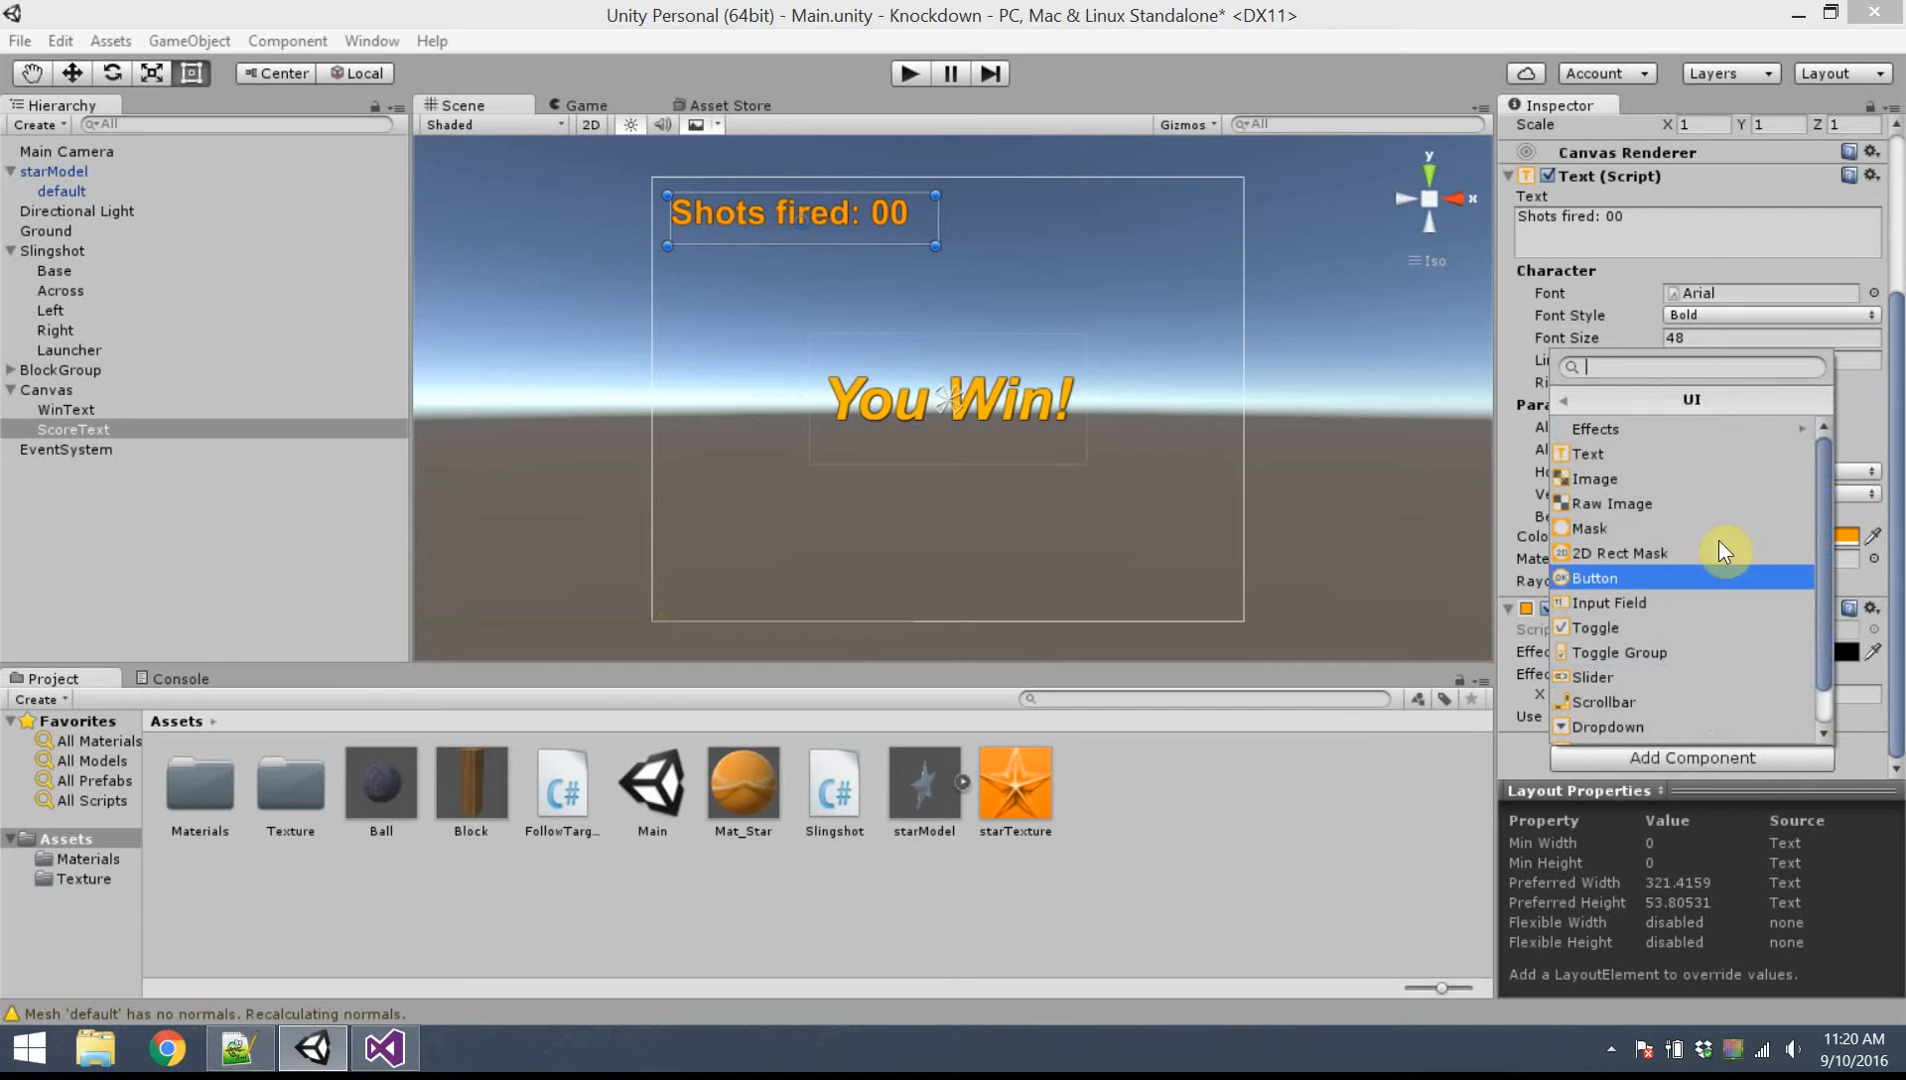 Unity Personal (64bit) - Main.unity - Knockdown - PC, Mac & Linux Standalone* <DX11>
File Edit Assets GameObject Component Window Help
Center Local Account Layers Layout
Hierarchy
Create All
Main Camera
starModel
default
Directional Light
Ground
Slingshot
Base
Across
Left
Right
Launcher
BlockGroup
Canvas
WinText
ScoreText
EventSystem
Scene Game Asset Store
Shaded 2D Gizmos All
y
x
Iso
Shots fired: 00
You Win!
Inspector
Scale X 1 Y 1 Z 1
Canvas Renderer
Text (Script)
Text
Shots fired: 00
Character
Font Arial
Font Style Bold
Font Size 48
UI
Effects
Text
Image
Raw Image
Mask
2D Rect Mask
Button
Input Field
Toggle
Toggle Group
Slider
Scrollbar
Dropdown
X
Use
Add Component
Layout Properties
Property Value Source
Min Width 0 Text
Min Height 0 Text
Preferred Width 321.4159 Text
Preferred Height 53.80531 Text
Flexible Width disabled none
Flexible Height disabled none
Add a LayoutElement to override values.
Project Console
Create
Favorites
All Materials
All Models
All Prefabs
All Scripts
Assets
Materials
Texture
Assets
Materials Texture Ball Block FollowTarg... Main Mat_Star Slingshot starModel starTexture
C# C#
Mesh 'default' has no normals. Recalculating normals.
11:20 AM
9/10/2016